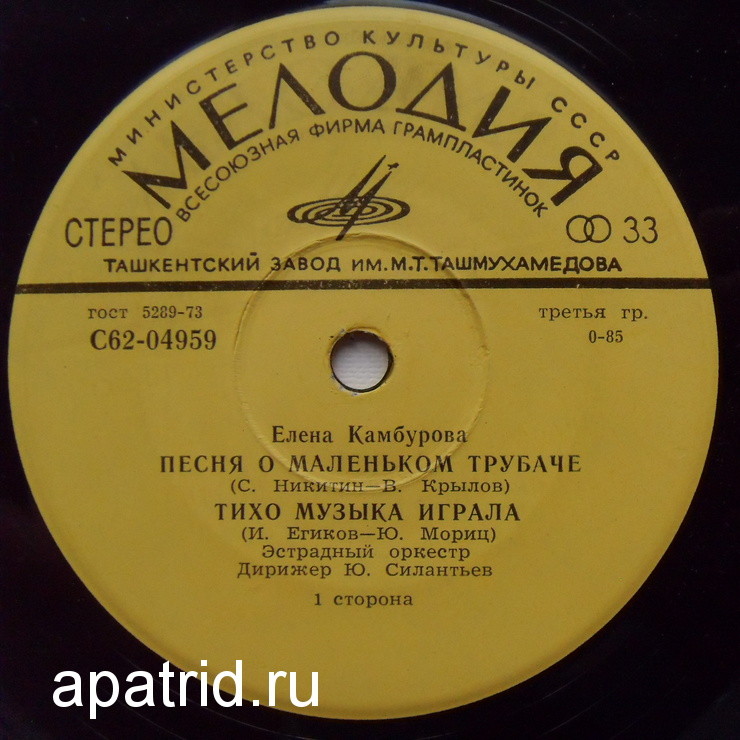 МИНИСТЕРСТВО КУЛЬТУРЫ СССР
МЕЛОДИЯ
ВСЕСОЮЗНАЯ ФИРМА ГРАМПЛАСТИНОК
СТЕРЕО
33
ТАШКЕНТСКИЙ ЗАВОД ИМ. М.Т. ТАШМУХАМЕДОВА
гост 5289-73
третья гр.
С62-04959
0-85
Елена Камбурова
ПЕСНЯ О МАЛЕНЬКОМ ТРУБАЧЕ
(С. Никитин—В. Крылов)
ТИХО МУЗЫКА ИГРАЛА
(И. Егиков—Ю. Мориц)
Эстрадный оркестр
Дирижер Ю. Силантьев
1 сторона
apatrid.ru